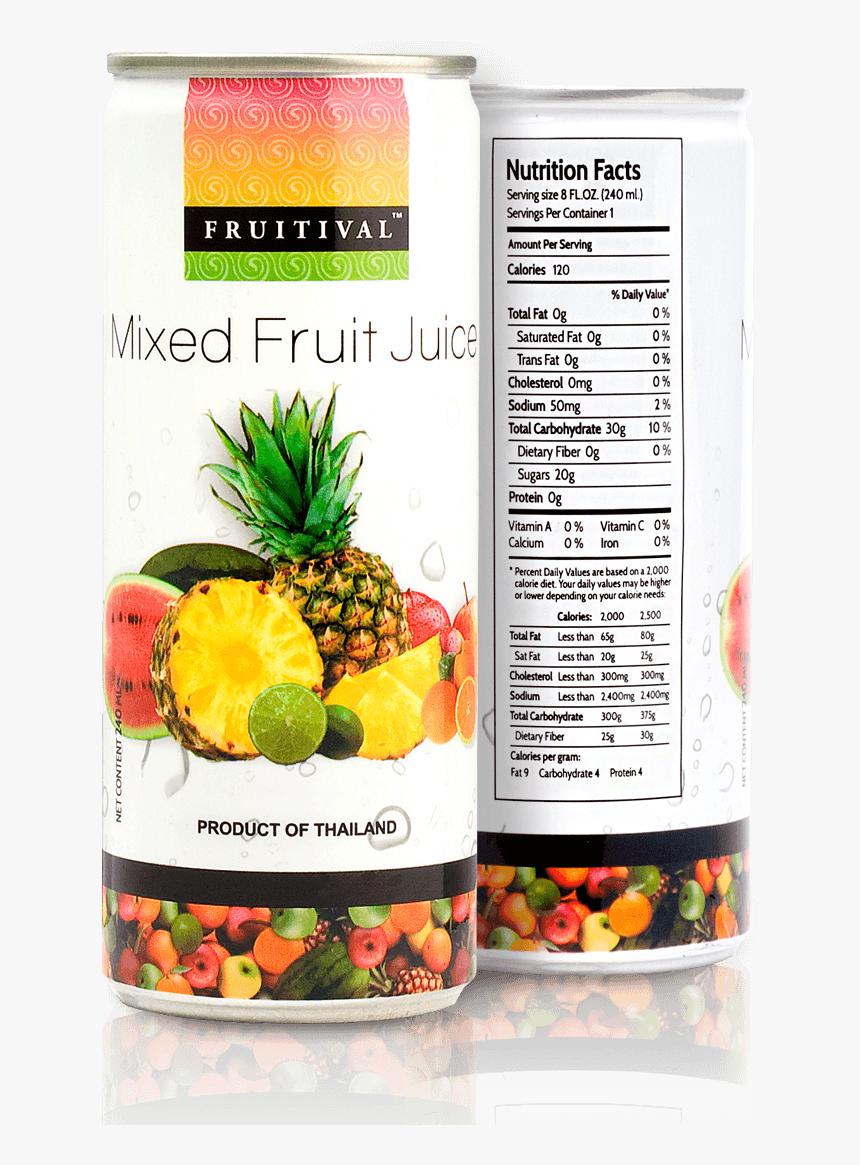 FRUITIVAL™
Mixed Fruit Juice
NET CONTENT 240 ML
PRODUCT OF THAILAND
Nutrition Facts
Serving size 8 FL.OZ. (240 ml.)
Servings Per Container 1
Amount Per Serving
Calories 120
% Daily Value*
Total Fat 0g 0 %
Saturated Fat 0g 0 %
Trans Fat 0g 0 %
Cholesterol 0mg 0 %
Sodium 50mg 2 %
Total Carbohydrate 30g 10 %
Dietary Fiber 0g 0 %
Sugars 20g
Protein 0g
Vitamin A 0 % Vitamin C 0 %
Calcium 0 % Iron 0 %
* Percent Daily Values are based on a 2,000
calorie diet. Your daily values may be higher
or lower depending on your calorie needs:
Calories: 2,000 2,500
Total Fat Less than 65g 80g
Sat Fat Less than 20g 25g
Cholesterol Less than 300mg 300mg
Sodium Less than 2,400mg 2,400mg
Total Carbohydrate 300g 375g
Dietary Fiber 25g 30g
Calories per gram:
Fat 9 Carbohydrate 4 Protein 4
NET CONTENT 240 ML